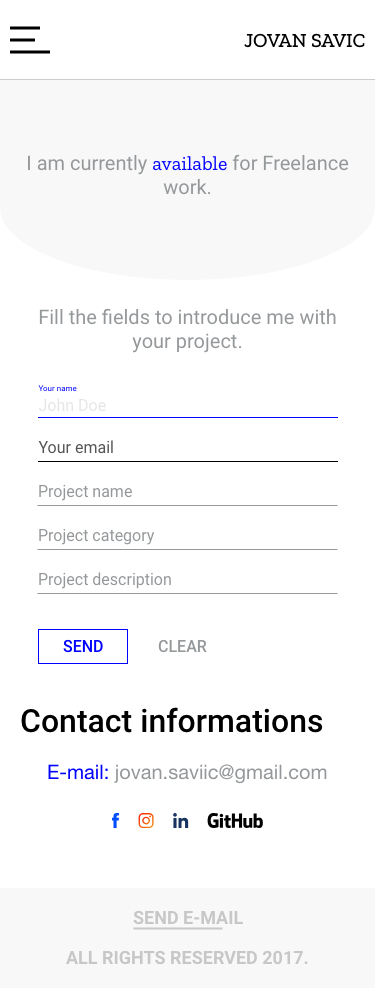 JOVAN SAVIC
I am currently available for Freelance
work.
Fill the fields to introduce me with
your project.
Your name
John Doe
Your email
Project name
Project category
Project description
SEND CLEAR
Contact informations
E-mail: jovan.saviic@gmail.com
f in GitHub
SEND E-MAIL
ALL RIGHTS RESERVED 2017.